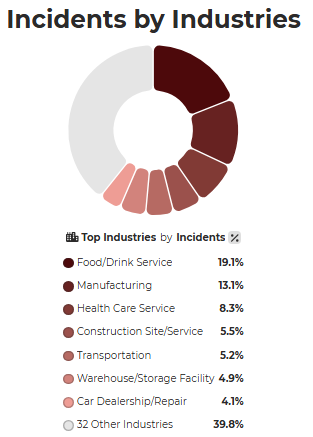 Incidents by Industries
Top Industries by Incidents %
Food/Drink Service 19.1%
Manufacturing 13.1%
Health Care Service 8.3%
Construction Site/Service 5.5%
Transportation 5.2%
Warehouse/Storage Facility 4.9%
Car Dealership/Repair 4.1%
32 Other Industries 39.8%